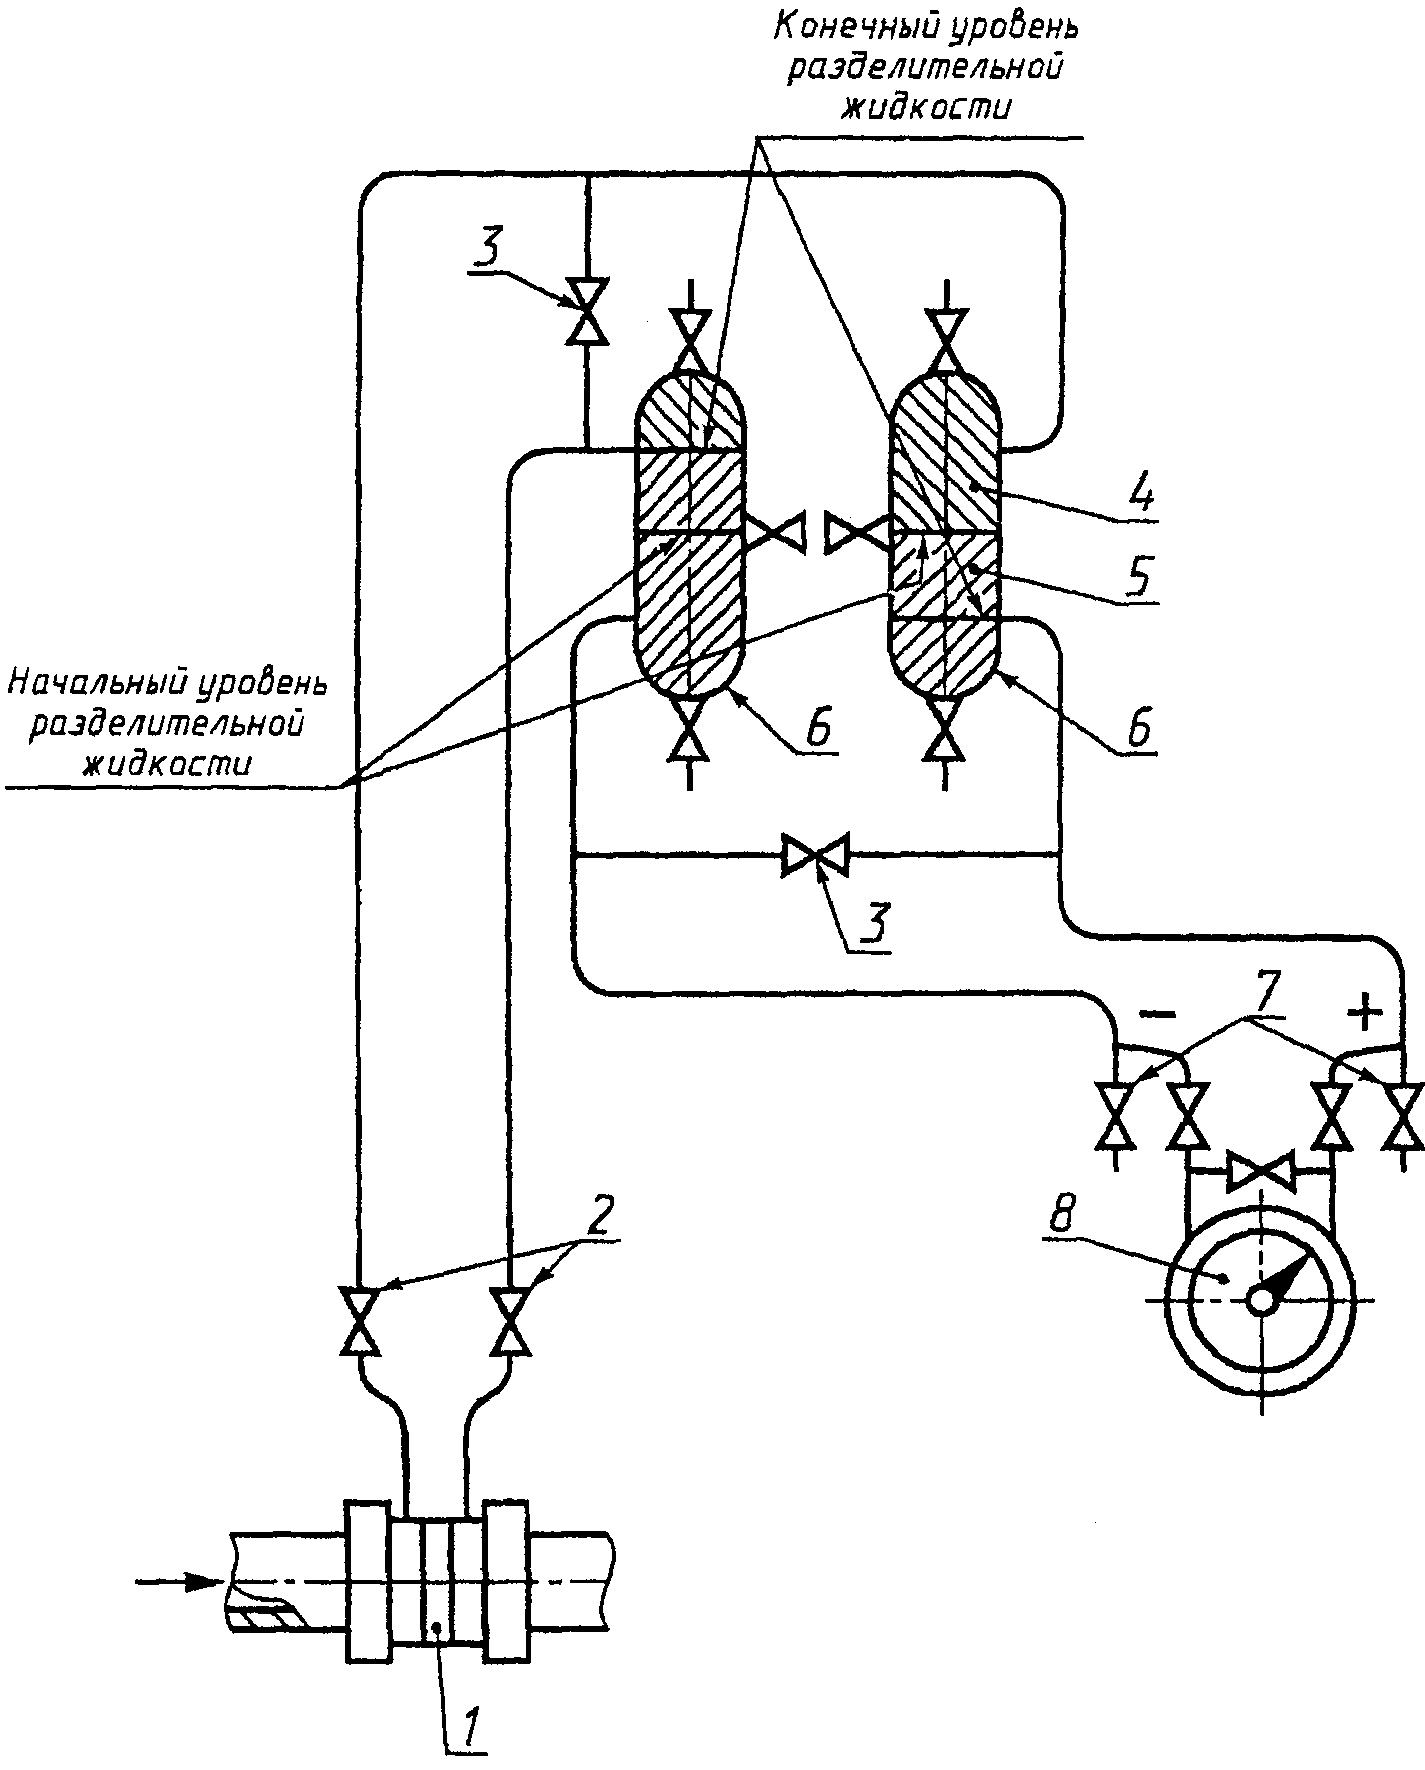 Конечный уровень
разделительной
жидкости
3
4
5
Начальный уровень
разделительной
жидкости
6
6
3
7
− +
2
8
1